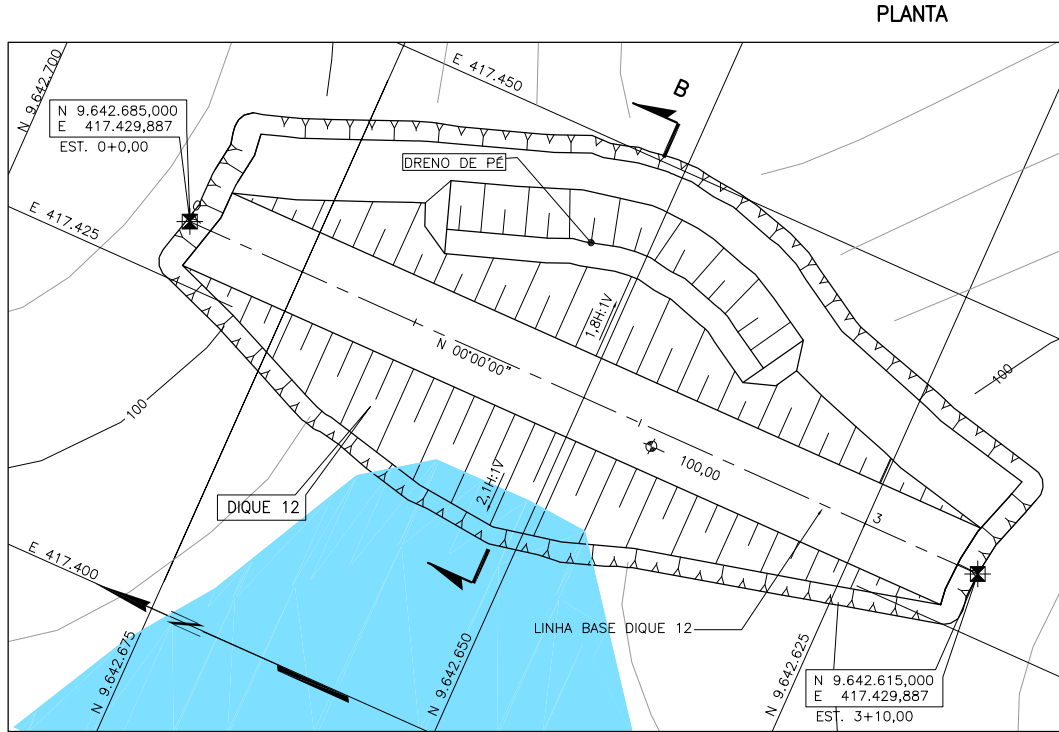 PLANTA
N 9.642.700
E 417.450
B
N 9.642.685,000
E 417.429,887
EST. 0+0,00
DRENO DE PÉ
0
E 417.425
1,8H:1V
N 00°00'00"
100
100
100,00
2,1H:1V
DIQUE 12
3
E 417.400
N
LINHA BASE DIQUE 12
N 9.642.675
N 9.642.650
N 9.642.625
N 9.642.615,000
E 417.429,887
EST. 3+10,00